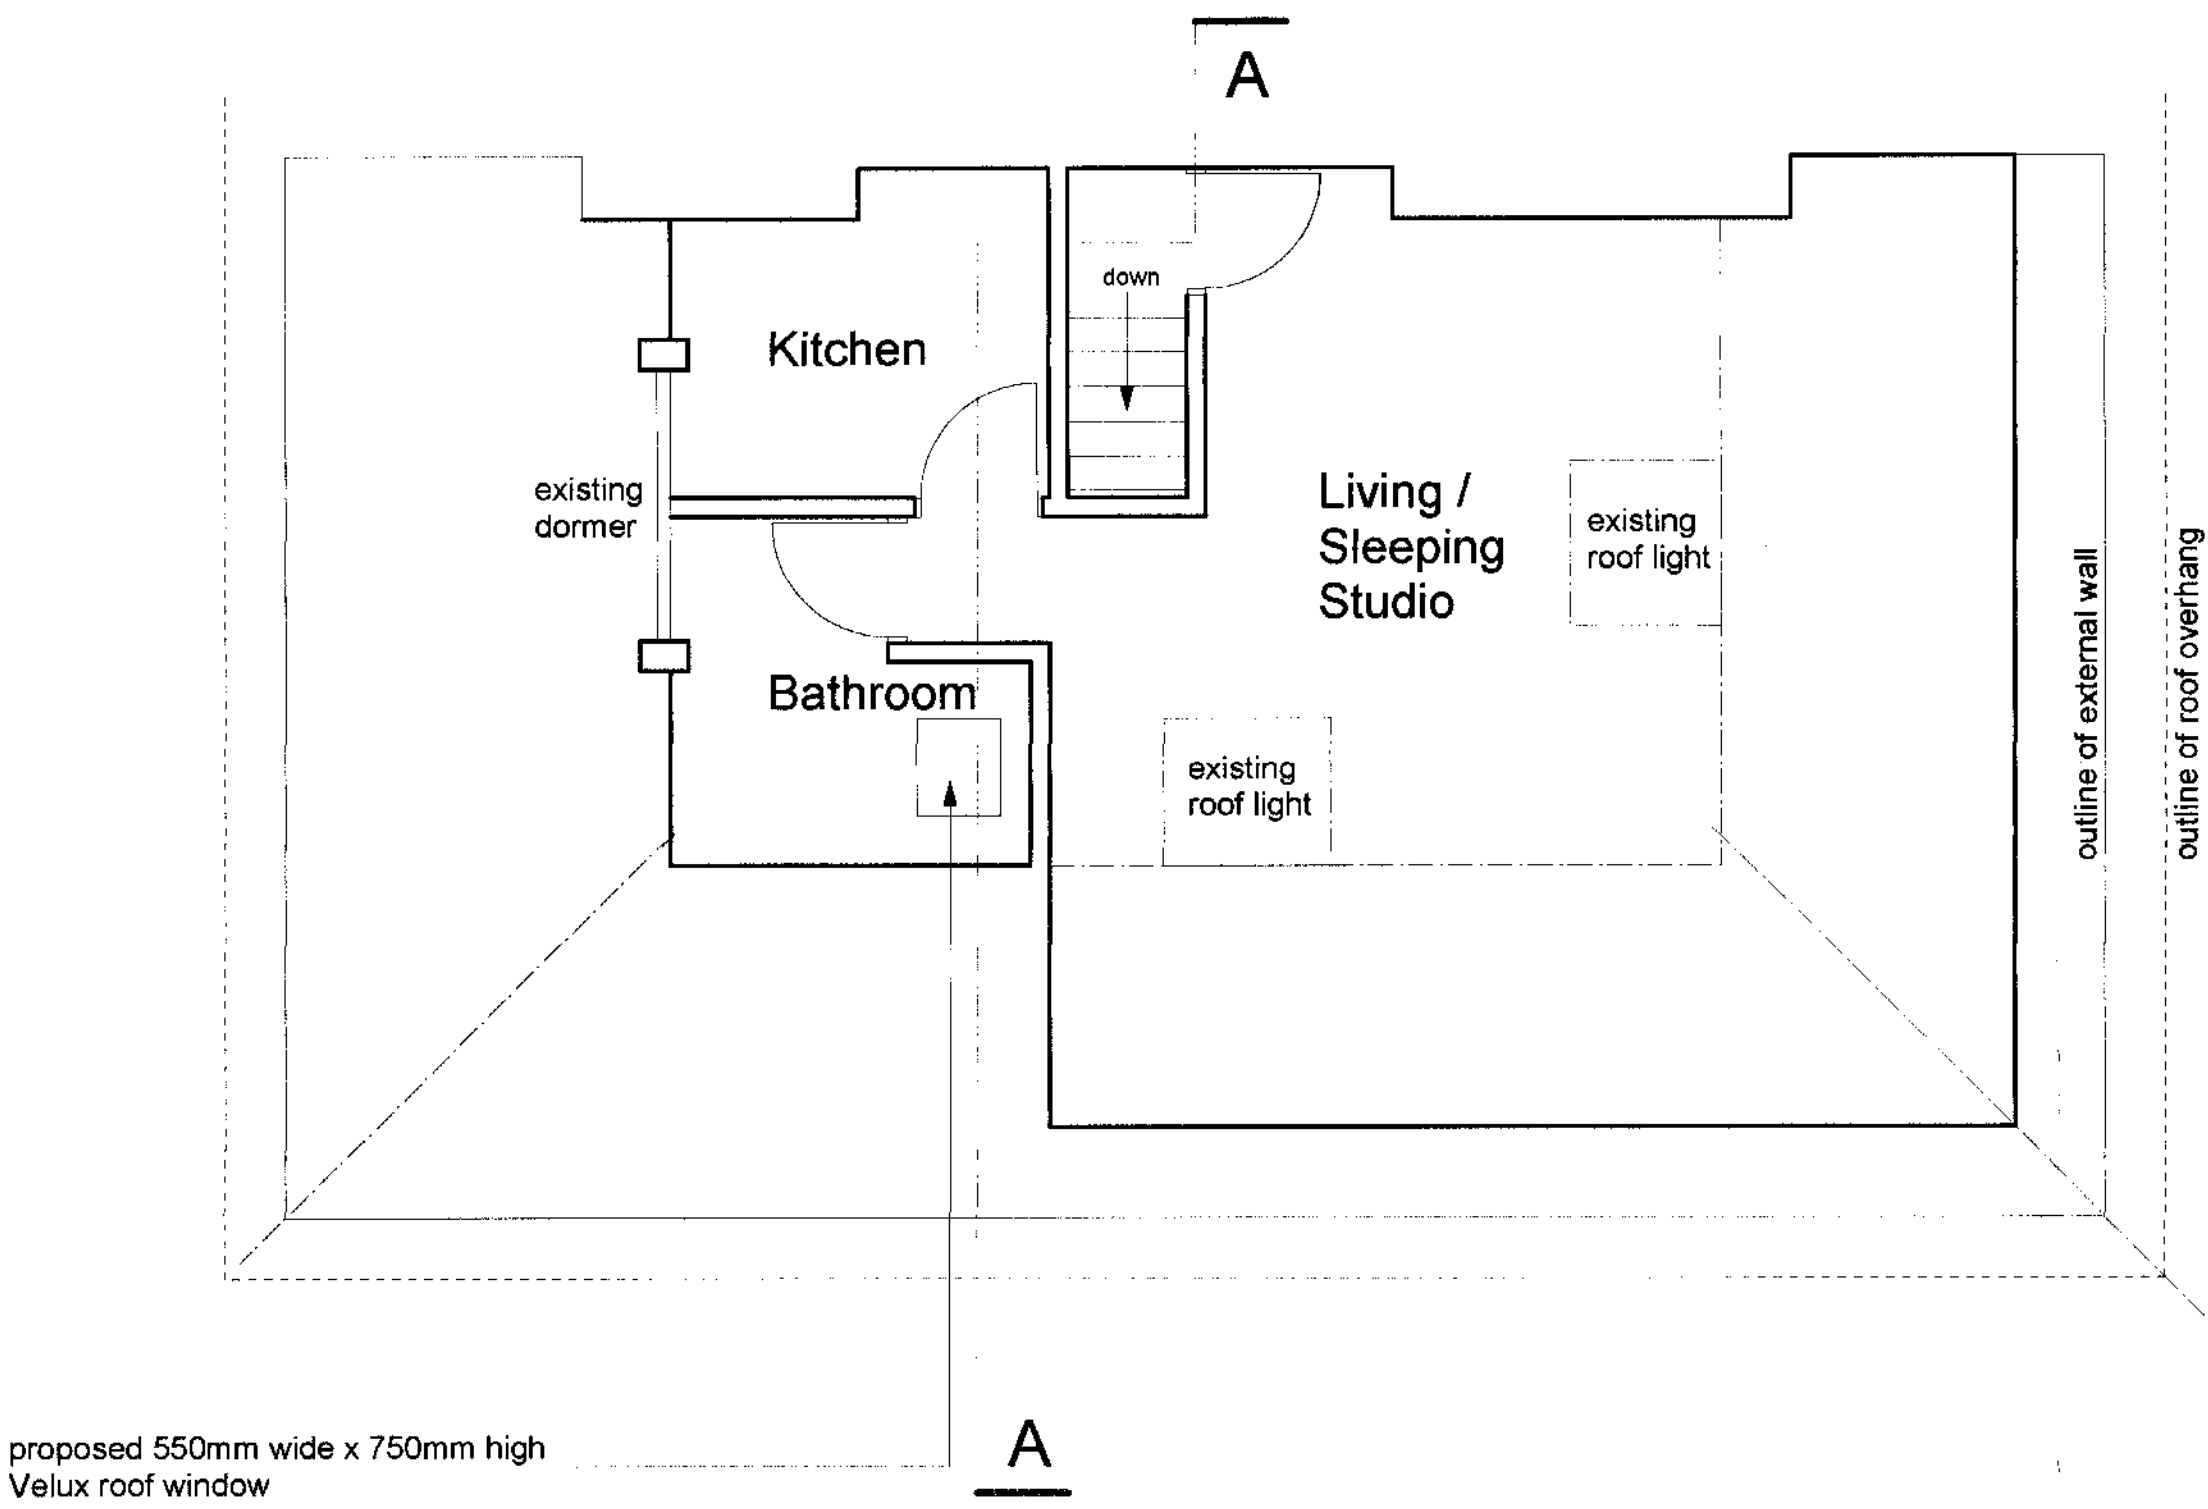 A
down
Kitchen
existing
dormer
Living /
Sleeping
Studio
existing
roof light
outline of external wall
outline of roof overhang
Bathroom
existing
roof light
A
proposed 550mm wide x 750mm high
Velux roof window